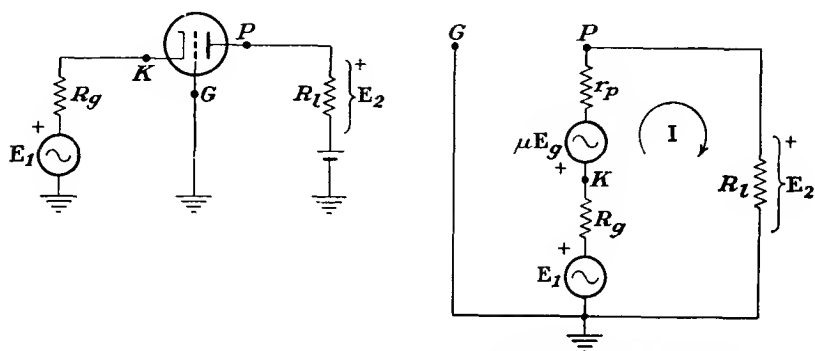 P
K
G
R_g
R_l
+
E_2
+
E_1
G
P
r_p
μE_g
+
K
I
R_g
+
E_1
R_l
+
E_2